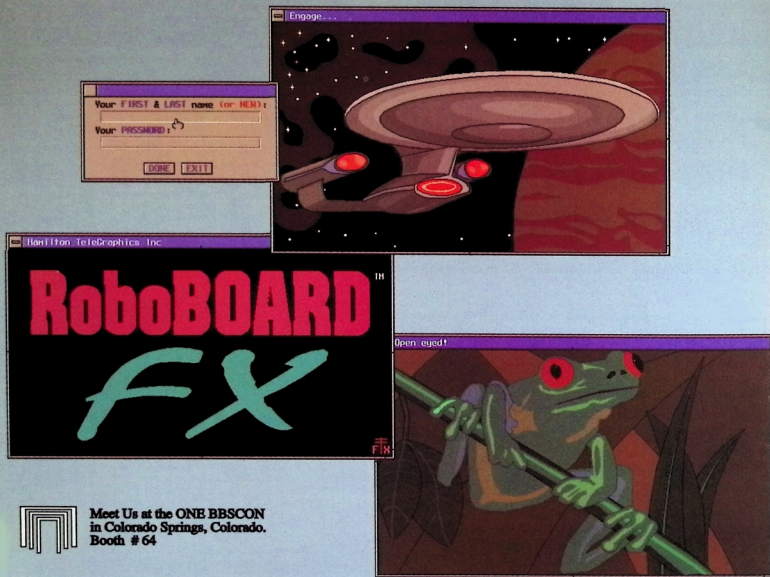 Engage...
Your FIRST & LAST name (or NEW):
Your PASSWORD:
DONE EXIT
Hamilton TeleGraphics Inc
RoboBOARD TM
FX
FX
Open eyed!
Meet Us at the ONE BBSCON
in Colorado Springs, Colorado.
Booth # 64